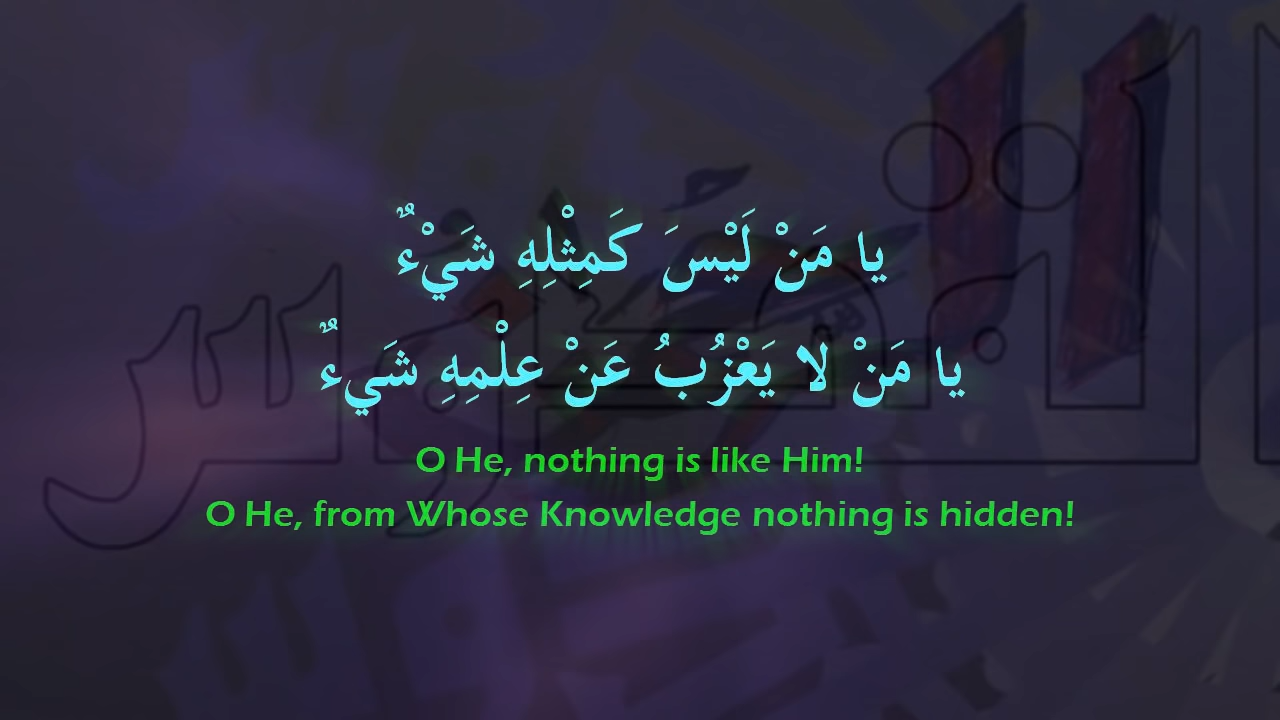 يا مَنْ لَيْسَ كَمِثْلِهِ شَيْءٌ
يا مَنْ لا يَعْزُبُ عَنْ عِلْمِهِ شَيءٌ
O He, nothing is like Him!
O He, from Whose Knowledge nothing is hidden!